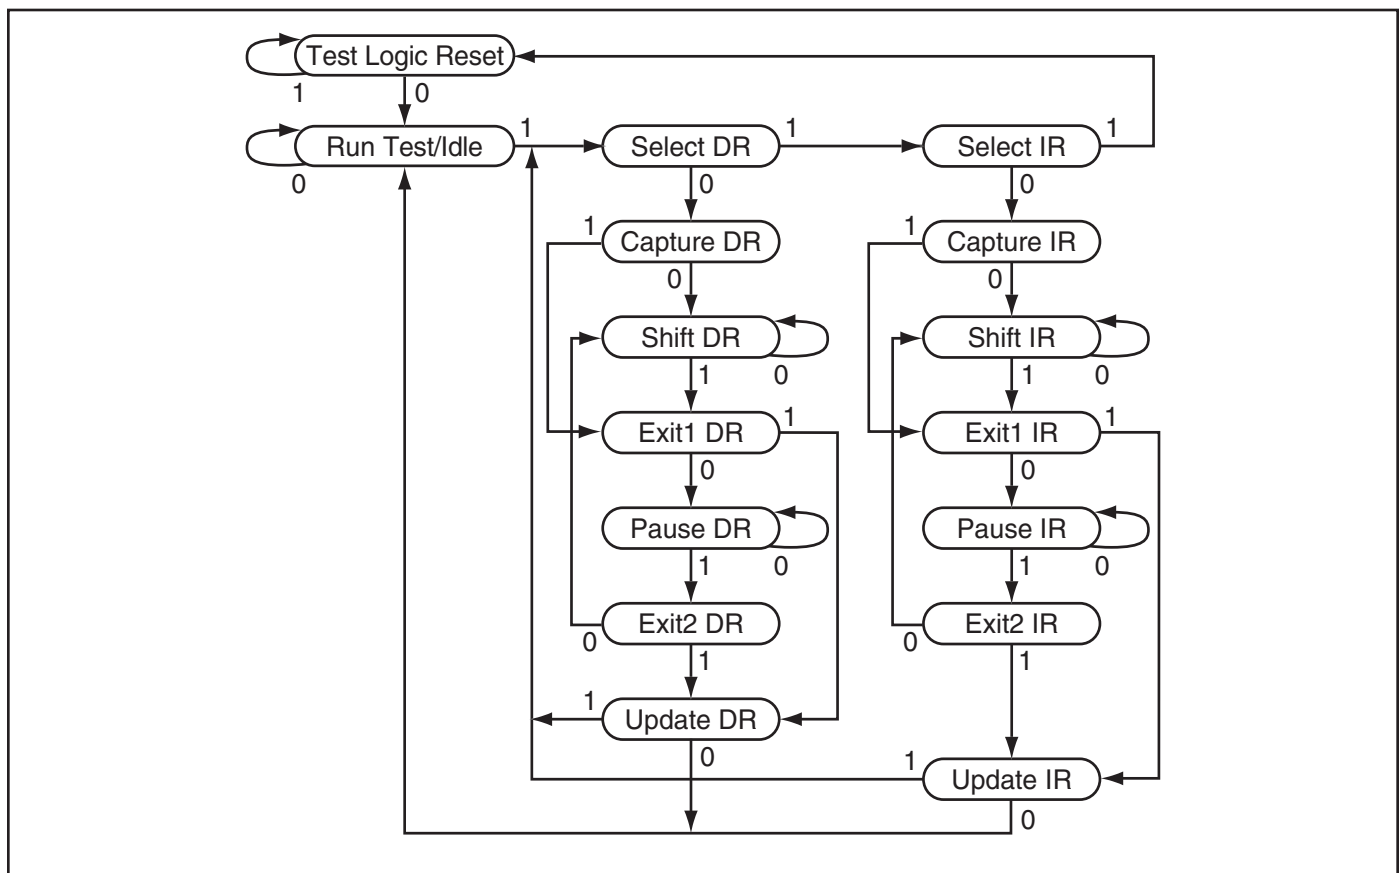 Test Logic Reset
1 0
Run Test/Idle 1 Select DR 1 Select IR 1
0 0 0
1 Capture DR 1 Capture IR
0 0
Shift DR Shift IR
1 0 1 0
Exit1 DR 1 Exit1 IR 1
0 0
Pause DR Pause IR
1 0 1 0
Exit2 DR Exit2 IR
0 1 0 1
1 Update DR
0 1 Update IR
0